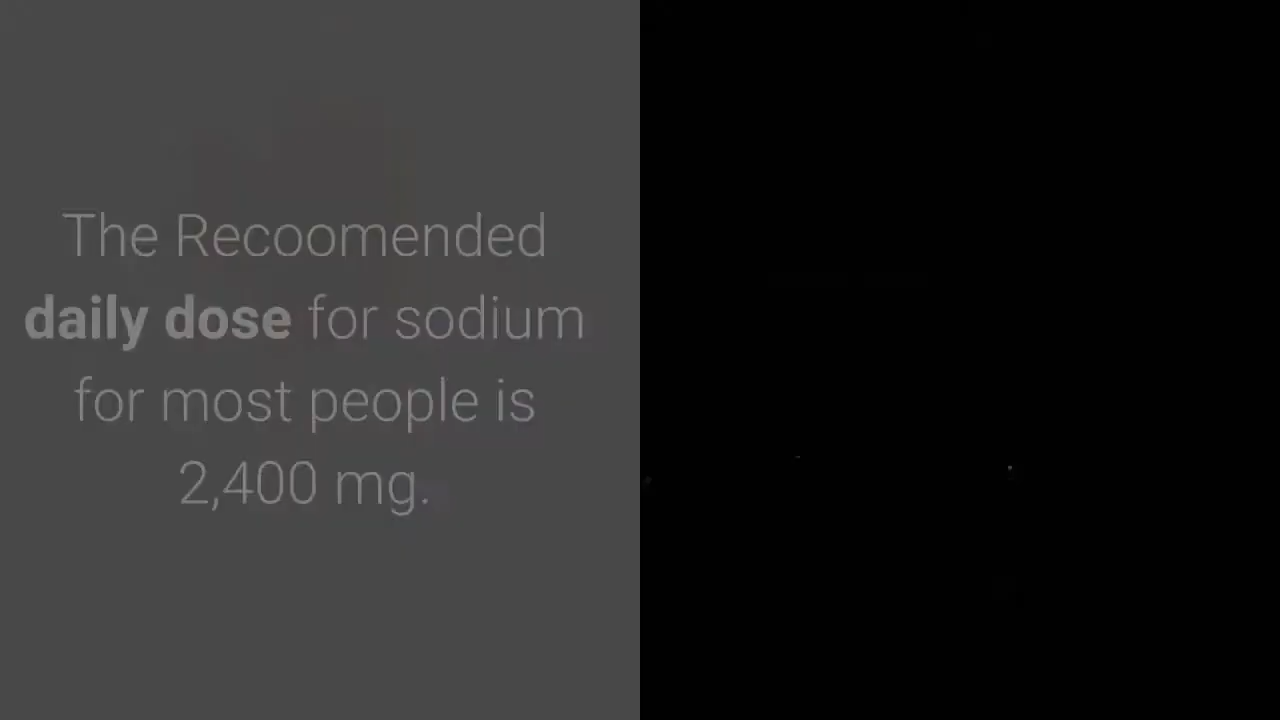 The Recoomended
daily dose for sodium
for most people is
2,400 mg.